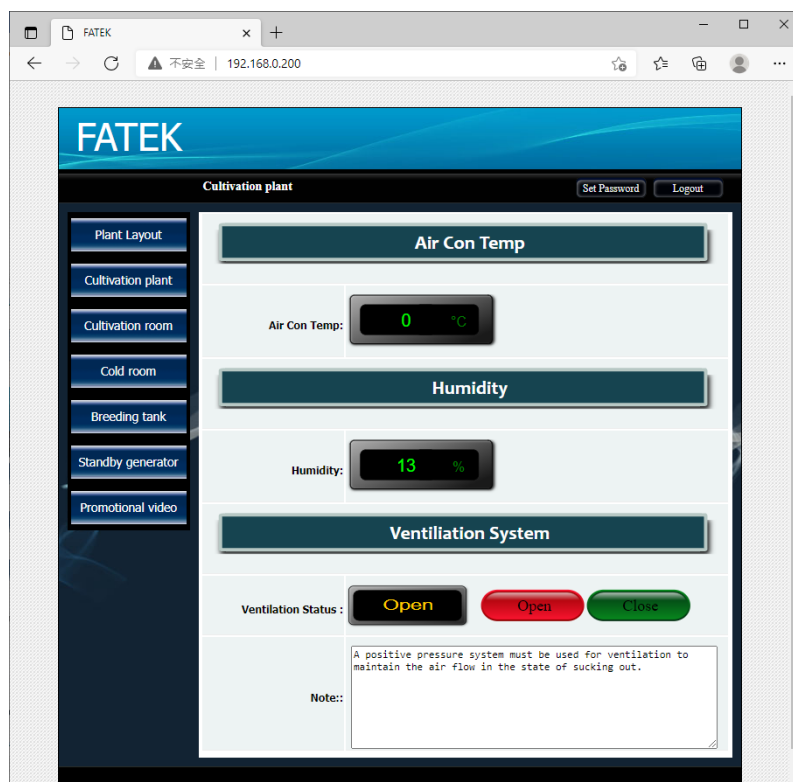 FATEK
不安全 | 192.168.0.200
FATEK
Cultivation plant
Set Password
Logout
Plant Layout
Cultivation plant
Cultivation room
Cold room
Breeding tank
Standby generator
Promotional video
Air Con Temp
Air Con Temp:
0 °C
Humidity
Humidity:
13 %
Ventiliation System
Ventilation Status :
Open
Open
Close
Note::
A positive pressure system must be used for ventilation to
maintain the air flow in the state of sucking out.